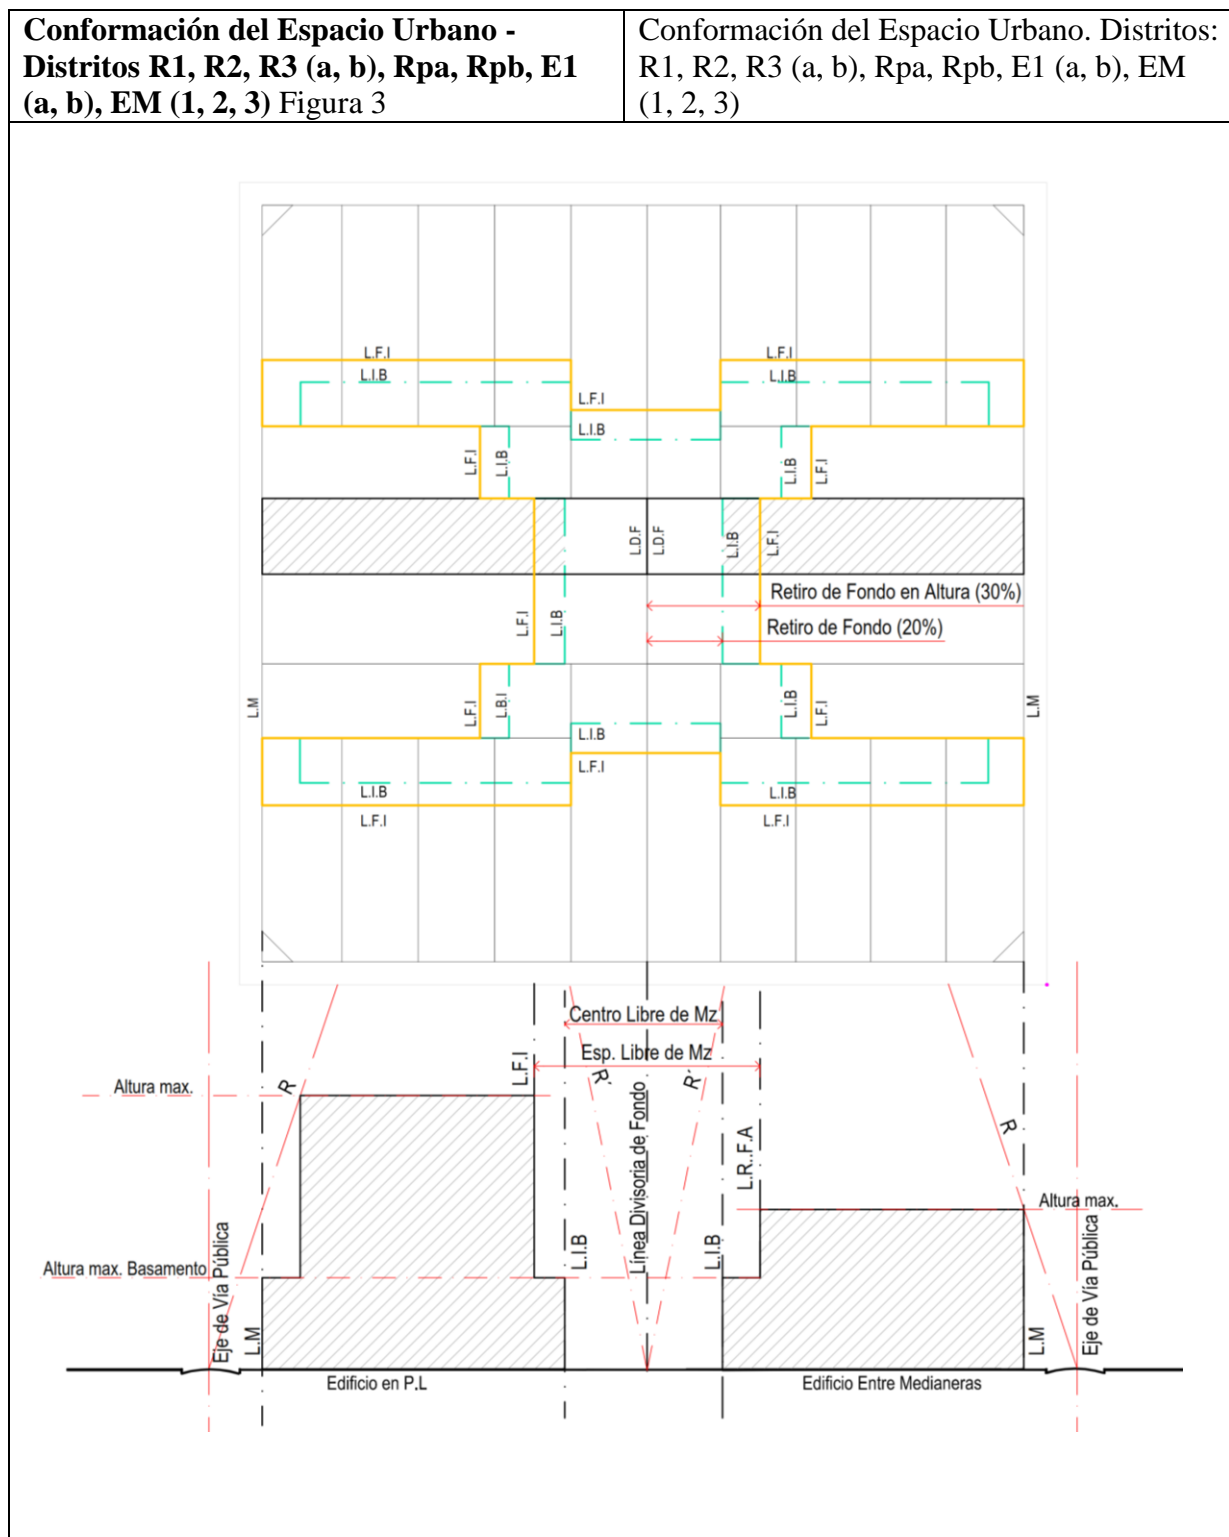 Conformación del Espacio Urbano -
Distritos R1, R2, R3 (a, b), Rpa, Rpb, E1
(a, b), EM (1, 2, 3) Figura 3
Conformación del Espacio Urbano. Distritos:
R1, R2, R3 (a, b), Rpa, Rpb, E1 (a, b), EM
(1, 2, 3)
L.F.I
L.F.I
L.I.B
L.I.B
L.F.I
L.I.B
L.F.I
L.I.B
L.I.B
L.F.I
L.D.F
L.D.F
L.I.B
L.F.I
Retiro de Fondo en Altura (30%)
L.F.I
L.I.B
Retiro de Fondo (20%)
L.M
L.F.I
L.B.I
L.I.B
L.F.I
L.M
L.I.B
L.F.I
L.I.B
L.I.B
L.F.I
L.F.I
Centro Libre de Mz
L.F.I
Esp. Libre de Mz
R
R´
R´
Altura max.
R
L.R..F.A
Altura max.
Línea Divisoria de Fondo
L.I.B
L.I.B
Altura max. Basamento
Eje de Vía Pública
L.M
L.M
Eje de Vía Pública
Edificio en P.L
Edificio Entre Medianeras